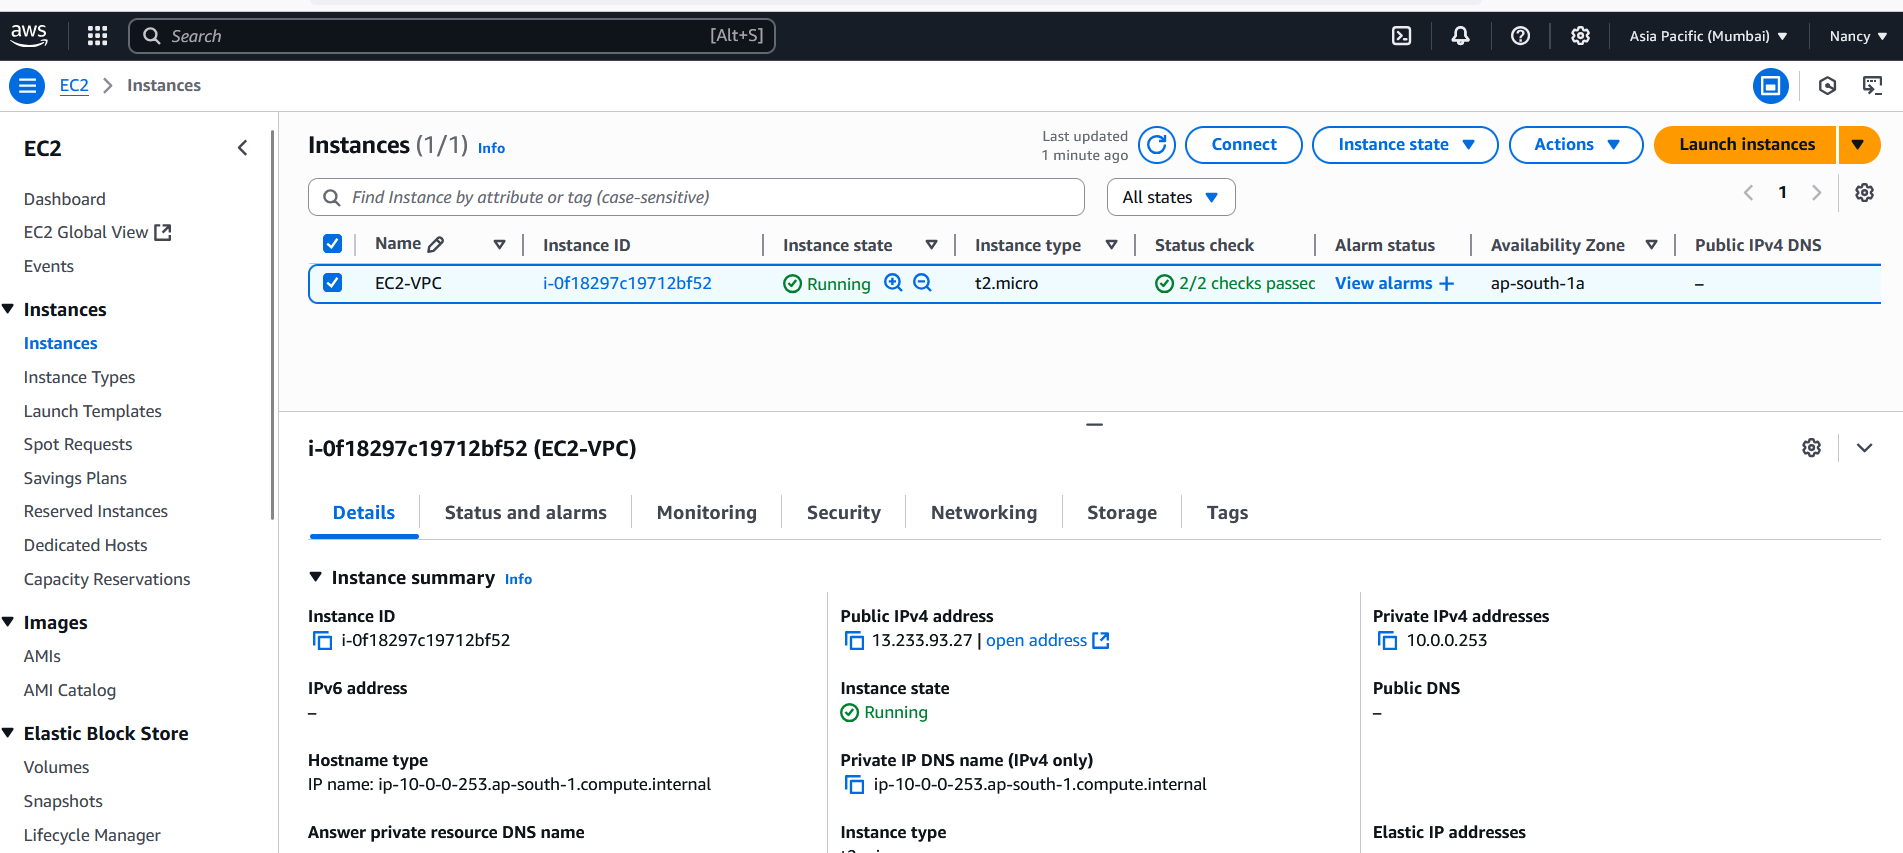 aws
Search [Alt+S]
Asia Pacific (Mumbai)
Nancy
EC2
Instances
EC2
Dashboard
EC2 Global View
Events
Instances
Instances
Instance Types
Launch Templates
Spot Requests
Savings Plans
Reserved Instances
Dedicated Hosts
Capacity Reservations
Images
AMIs
AMI Catalog
Elastic Block Store
Volumes
Snapshots
Lifecycle Manager
Instances (1/1) Info
Last updated
1 minute ago
Connect
Instance state
Actions
Launch instances
Find Instance by attribute or tag (case-sensitive)
All states
1
Name Instance ID Instance state Instance type Status check Alarm status Availability Zone Public IPv4 DNS
EC2-VPC i-0f18297c19712bf52 Running t2.micro 2/2 checks passed View alarms + ap-south-1a –
i-0f18297c19712bf52 (EC2-VPC)
Details Status and alarms Monitoring Security Networking Storage Tags
Instance summary Info
Instance ID
i-0f18297c19712bf52
Public IPv4 address
13.233.93.27 | open address
Private IPv4 addresses
10.0.0.253
IPv6 address
–
Instance state
Running
Public DNS
–
Hostname type
IP name: ip-10-0-0-253.ap-south-1.compute.internal
Private IP DNS name (IPv4 only)
ip-10-0-0-253.ap-south-1.compute.internal
Answer private resource DNS name
Instance type
Elastic IP addresses